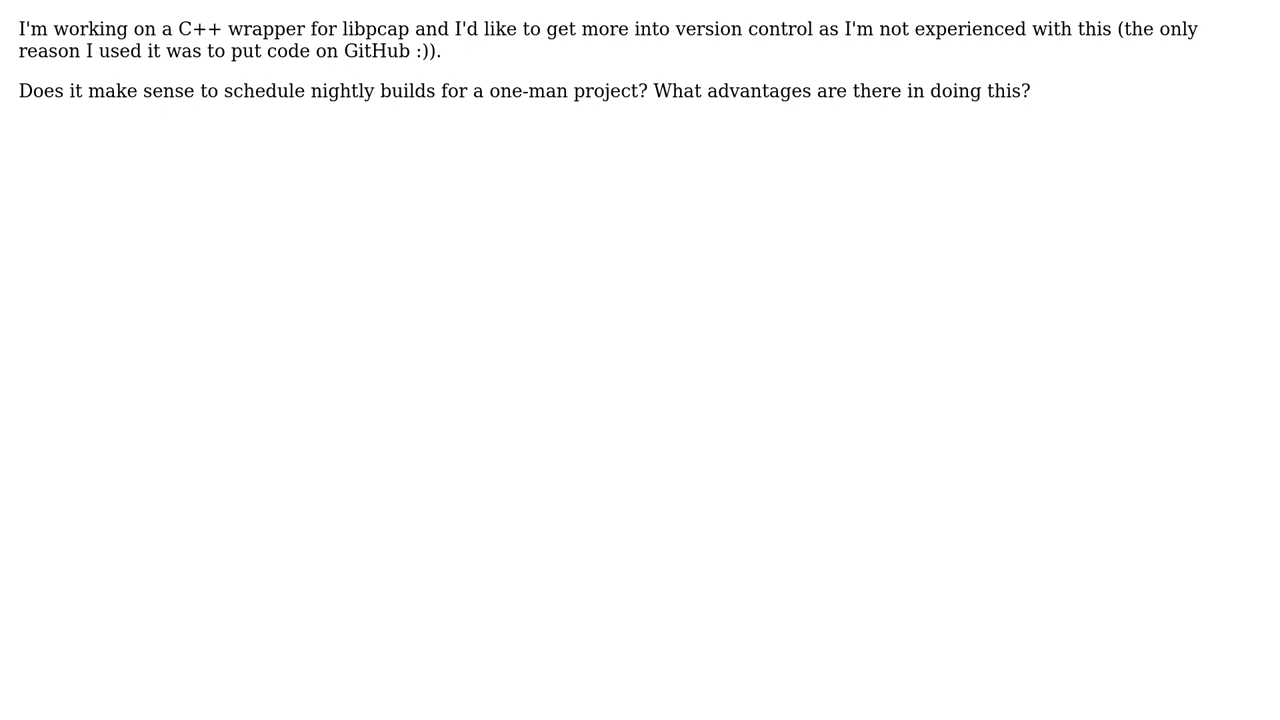 I'm working on a C++ wrapper for libpcap and I'd like to get more into version control as I'm not experienced with this (the only
reason I used it was to put code on GitHub :)).
Does it make sense to schedule nightly builds for a one-man project? What advantages are there in doing this?